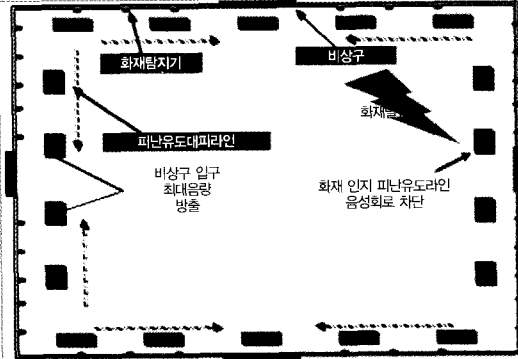 화재탐지기
비상구
피난유도대피라인
비상구 입구
최대음량
방출
화재 인지 피난유도라인
음성회로 차단